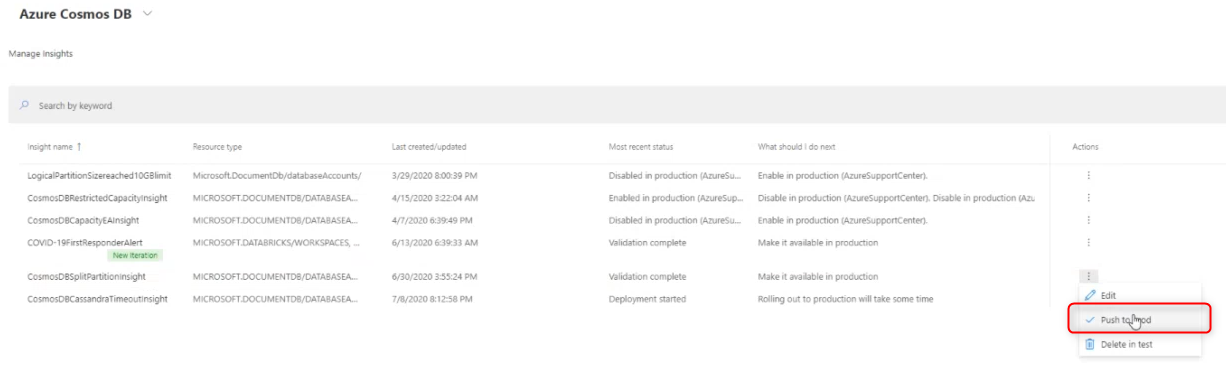 Azure Cosmos DB
Manage Insights
Search by keyword
Insight name ↑ Resource type Last created/updated Most recent status What should I do next Actions
LogicalPartitionSizereached10GBlimit Microsoft.DocumentDb/databaseAccounts/ 3/29/2020 8:00:39 PM Disabled in production (AzureSu... Enable in production (AzureSupportCenter).
CosmosDBRestrictedCapacityInsight MICROSOFT.DOCUMENTDB/DATABASEA... 4/15/2020 3:22:04 AM Enabled in production (AzureSup... Disable in production (AzureSupportCenter). Disable in production (Azu
CosmosDBCapacityEAInsight MICROSOFT.DOCUMENTDB/DATABASEA... 4/7/2020 6:39:49 PM Disabled in production (AzureSu... Enable in production (AzureSupportCenter).
COVID-19FirstResponderAlert MICROSOFT.DATABRICKS/WORKSPACES, ... 6/13/2020 6:39:33 AM Validation complete Make it available in production
New Iteration
CosmosDBSplitPartitionInsight MICROSOFT.DOCUMENTDB/DATABASEA... 6/30/2020 3:55:24 PM Validation complete Make it available in production
CosmosDBCassandraTimeoutInsight MICROSOFT.DOCUMENTDB/DATABASEA... 7/8/2020 8:12:58 PM Deployment started Rolling out to production will take some time
Edit
Push to prod
Delete in test